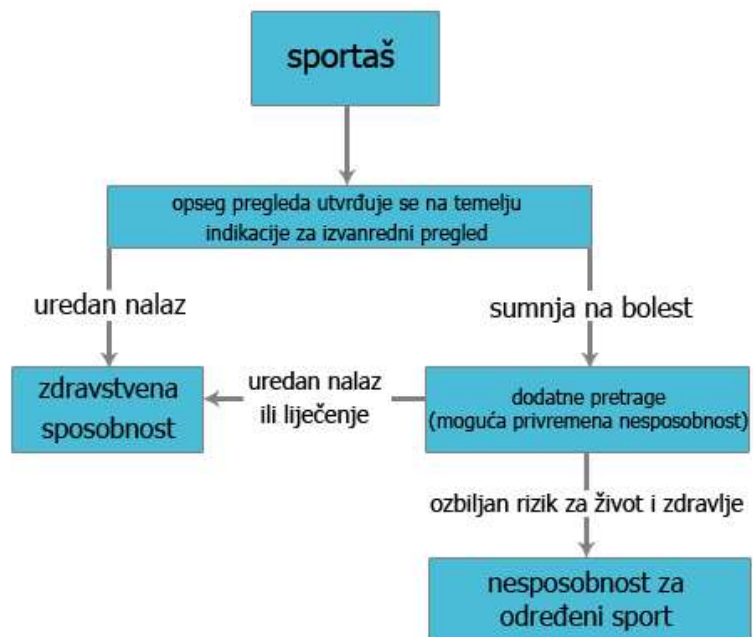 sportaš
opseg pregleda utvrđuje se na temelju
indikacije za izvanredni pregled
uredan nalaz
sumnja na bolest
zdravstvena
sposobnost
uredan nalaz
ili liječenje
dodatne pretrage
(moguća privremena nesposobnost)
ozbiljan rizik za život i zdravlje
nesposobnost za
određeni sport